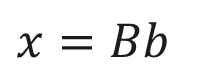 x = Bb